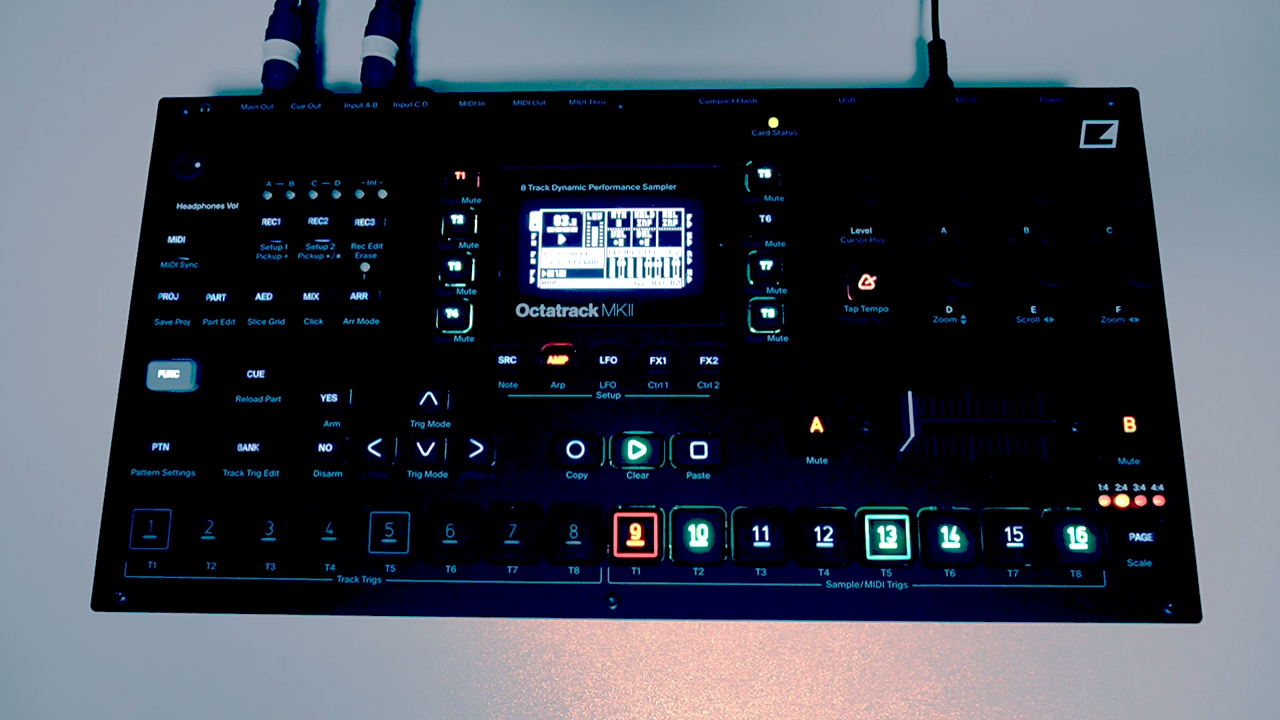 Main Out Cue Out Input A B Input C D MIDI In MIDI Out MIDI Thru Compact Flash USB Power
Card Status
8 Track Dynamic Performance Sampler
T1 T5
Mute Mute
A — B C — D - Int -
Headphones Vol
REC1 REC2 REC3 T2 T6
Setup 1 Setup 2 Rec Edit Mute Mute
Pickup + Pickup ▸/■ Erase
MIDI
MIDI Sync
T3 T7
Mute Mute
Level A B C
Cursor Pos
PROJ PART AED MIX ARR
Save Proj Part Edit Slice Grid Click Arr Mode
T4 T8
Mute Mute
Octatrack MKII
Tap Tempo D E F
Zoom Scroll Zoom
SRC AMP LFO FX1 FX2
Note Arp LFO Ctrl 1 Ctrl 2
Setup
FUNC CUE
Reload Part
YES
Arm Trig Mode
A B
Mute Mute
PTN BANK NO
Pattern Settings Track Trig Edit Disarm Trig Mode Copy Clear Paste
1:4 2:4 3:4 4:4
1 2 3 4 5 6 7 8 9 10 11 12 13 14 15 16 PAGE
T1 T2 T3 T4 T5 T6 T7 T8 T1 T2 T3 T4 T5 T6 T7 T8 Scale
Track Trigs Sample/MIDI Trigs